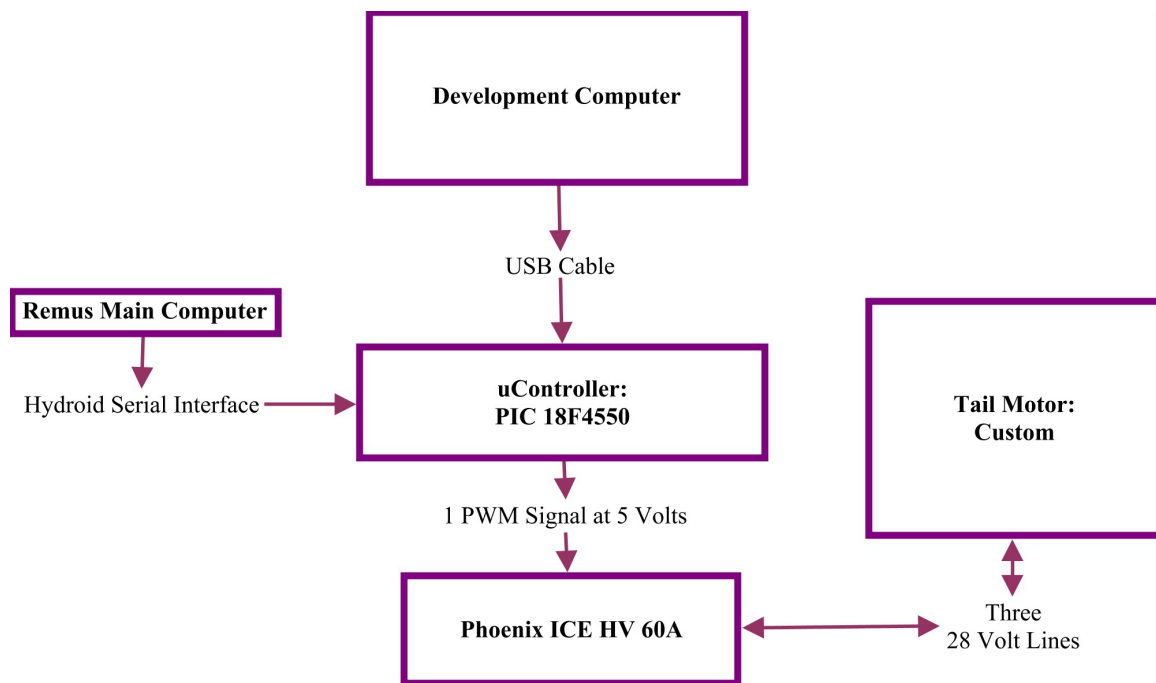 Development Computer
USB Cable
Remus Main Computer
Hydroid Serial Interface
uController:
PIC 18F4550
Tail Motor:
Custom
1 PWM Signal at 5 Volts
Phoenix ICE HV 60A
Three
28 Volt Lines